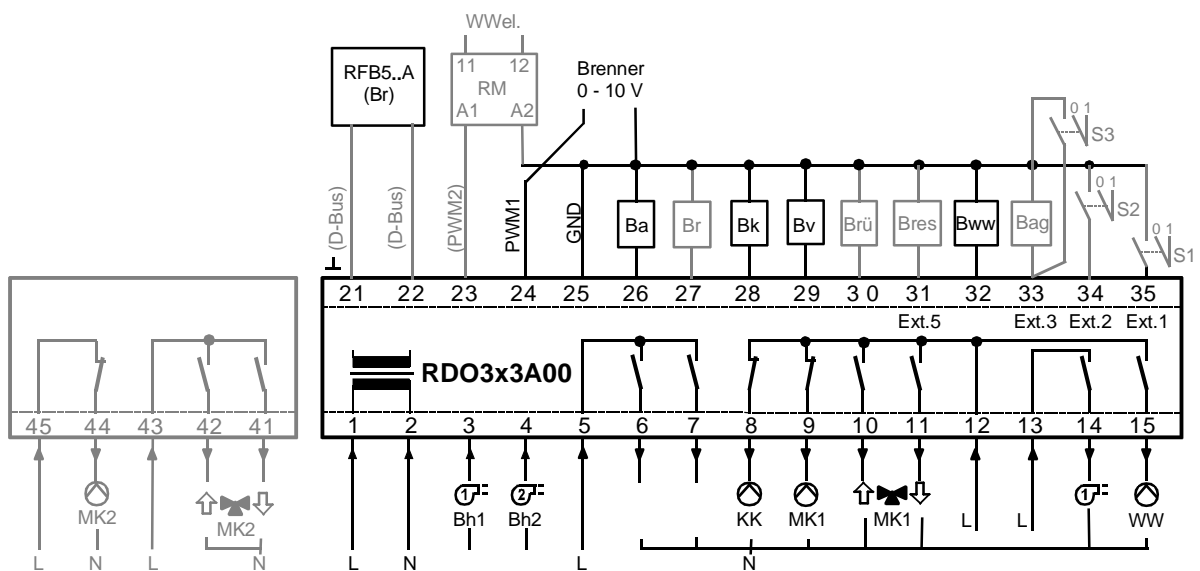 WWel.
RFB5..A
(Br)
11 12
RM
A1 A2
Brenner
0 - 10 V
0 1
S3
0 1
S2
0 1
S1
(D-Bus) (D-Bus) (PWM2) PWM1 GND
Ba Br Bk Bv Brü Bres Bww Bag
21 22 23 24 25 26 27 28 29 3 0 31 32 33 34 35
Ext.5 Ext.3 Ext.2 Ext.1
RDO3x3A00
45 44 43 42 41
1 2 3 4 5 6 7 8 9 10 11 12 13 14 15
1 2 1
MK2 MK2 Bh1 Bh2 KK MK1 MK1 L L WW
L N L N L N L N